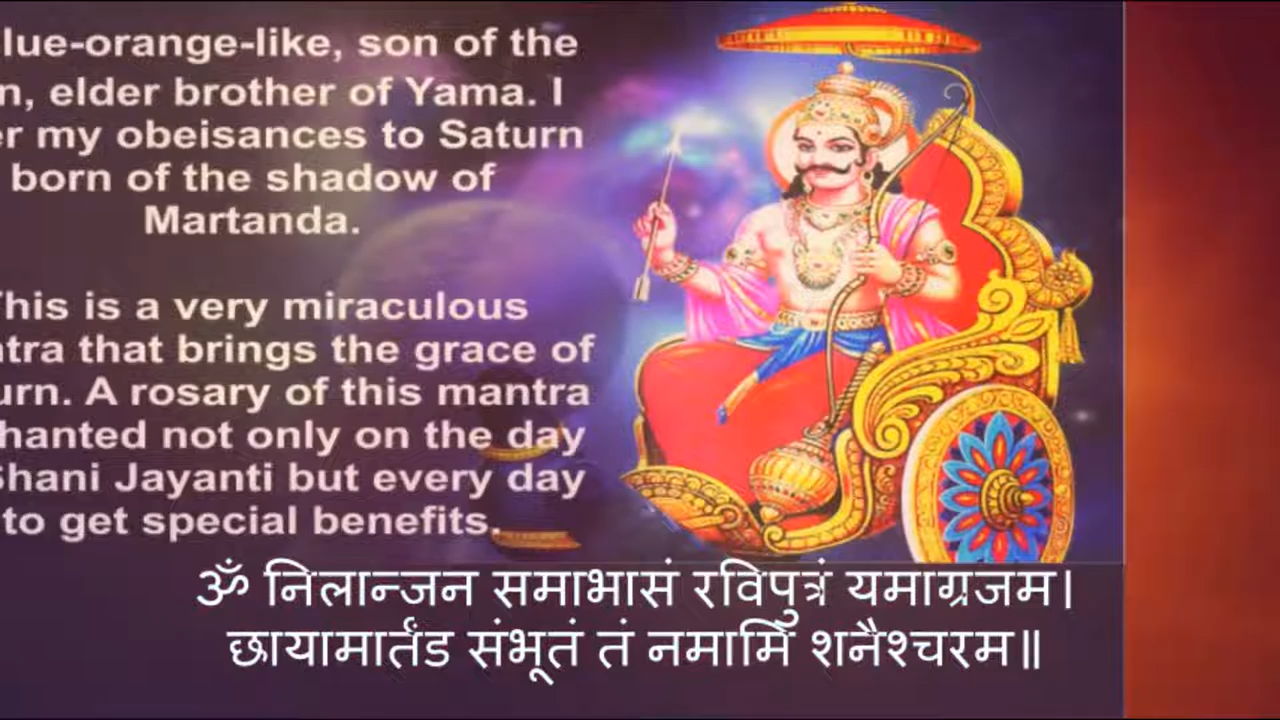 lue-orange-like, son of the
n, elder brother of Yama. I
er my obeisances to Saturn
born of the shadow of
Martanda.
his is a very miraculous
ntra that brings the grace of
urn. A rosary of this mantra
hanted not only on the day
Shani Jayanti but every day
to get special benefits.
ॐ निलान्जन समाभासं रविपुत्रं यमाग्रजम।
छायामार्तंड संभूतं तं नमामि शनैश्चरम॥